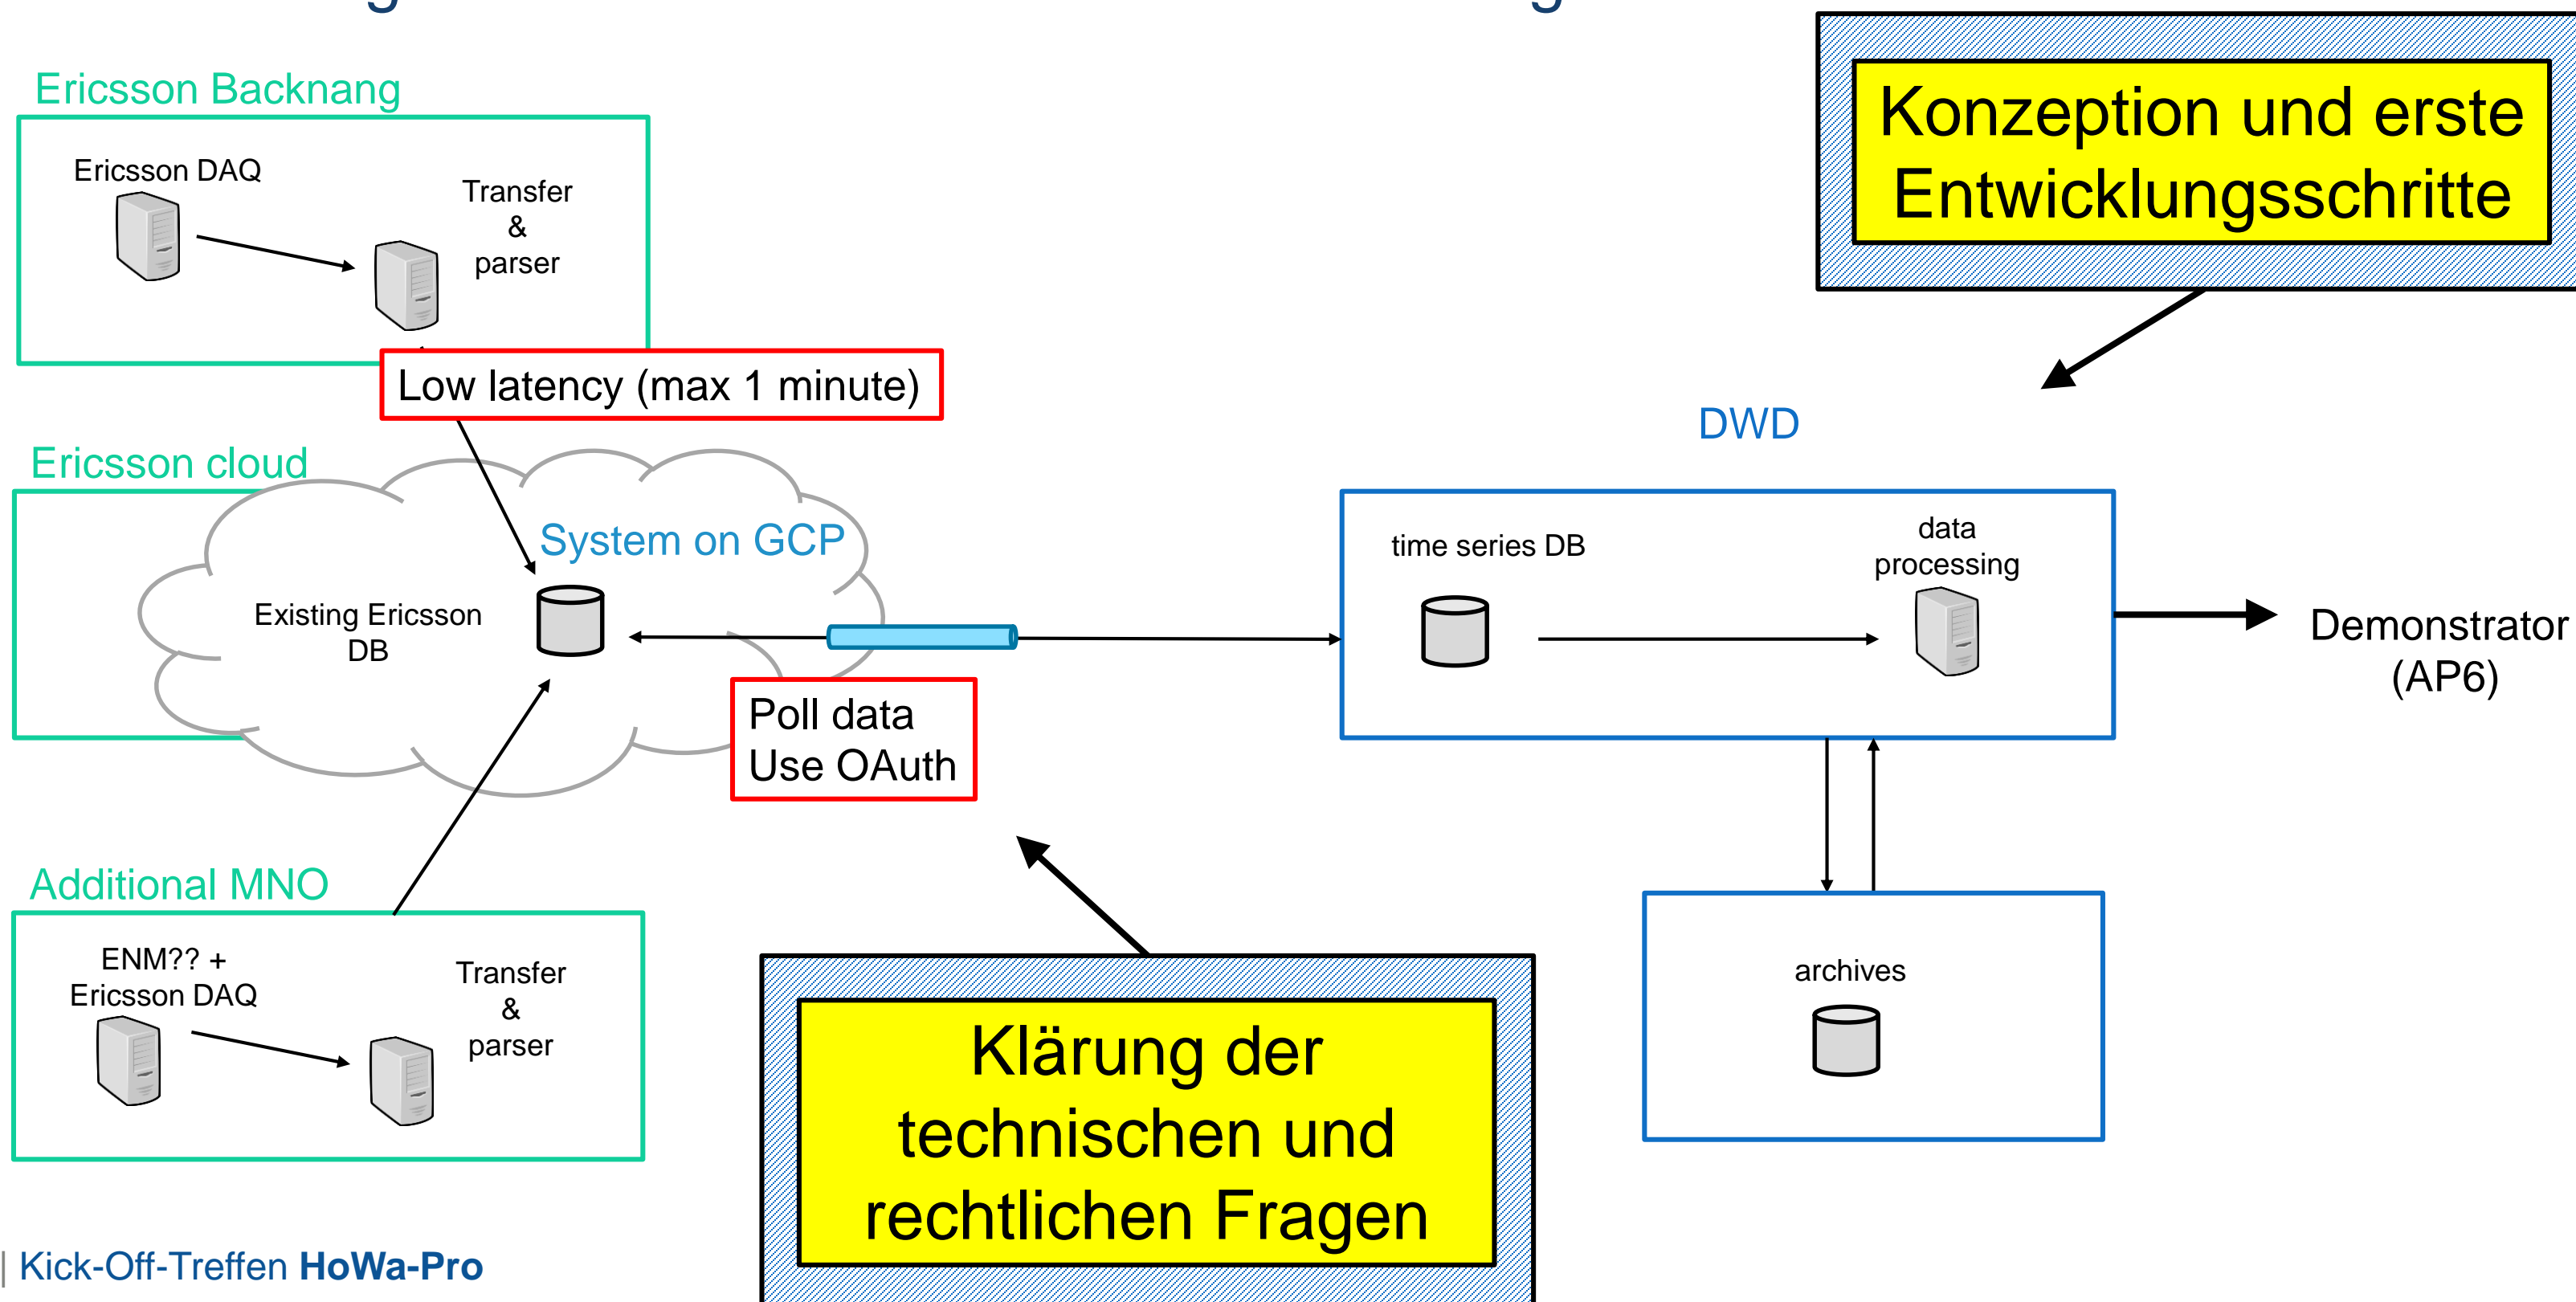 Ericsson Backnang
Ericsson DAQ
Transfer
&
parser
Low latency (max 1 minute)
Konzeption und erste
Entwicklungsschritte
Ericsson cloud
System on GCP
Existing Ericsson
DB
Poll data
Use OAuth
DWD
time series DB
data
processing
Demonstrator
(AP6)
Additional MNO
ENM?? +
Ericsson DAQ
Transfer
&
parser
Klärung der
technischen und
rechtlichen Fragen
archives
| Kick-Off-Treffen HoWa-Pro